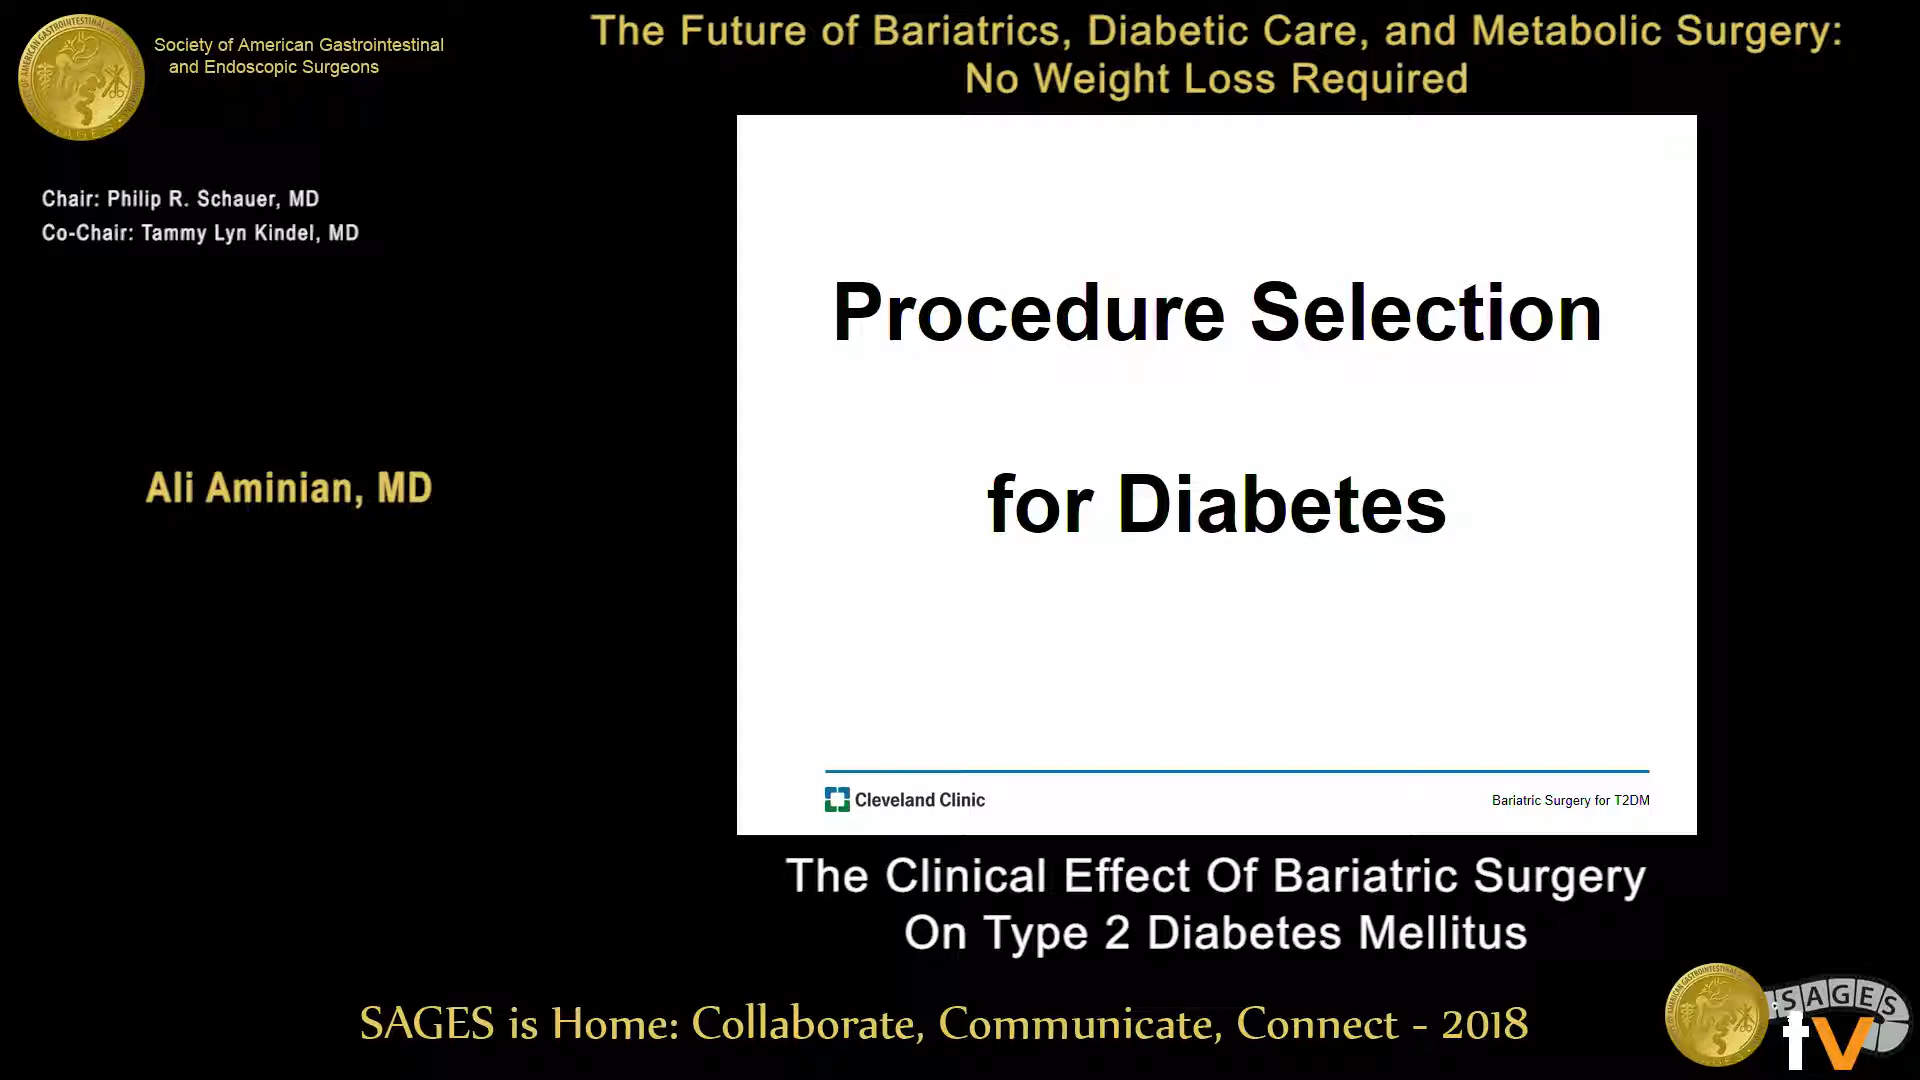 Society of American Gastrointestinal
and Endoscopic Surgeons
The Future of Bariatrics, Diabetic Care, and Metabolic Surgery:
No Weight Loss Required
Chair: Philip R. Schauer, MD
Co-Chair: Tammy Lyn Kindel, MD
Ali Aminian, MD
Procedure Selection
for Diabetes
Cleveland Clinic
Bariatric Surgery for T2DM
The Clinical Effect Of Bariatric Surgery
On Type 2 Diabetes Mellitus
SAGES is Home: Collaborate, Communicate, Connect - 2018
SAGES
tv